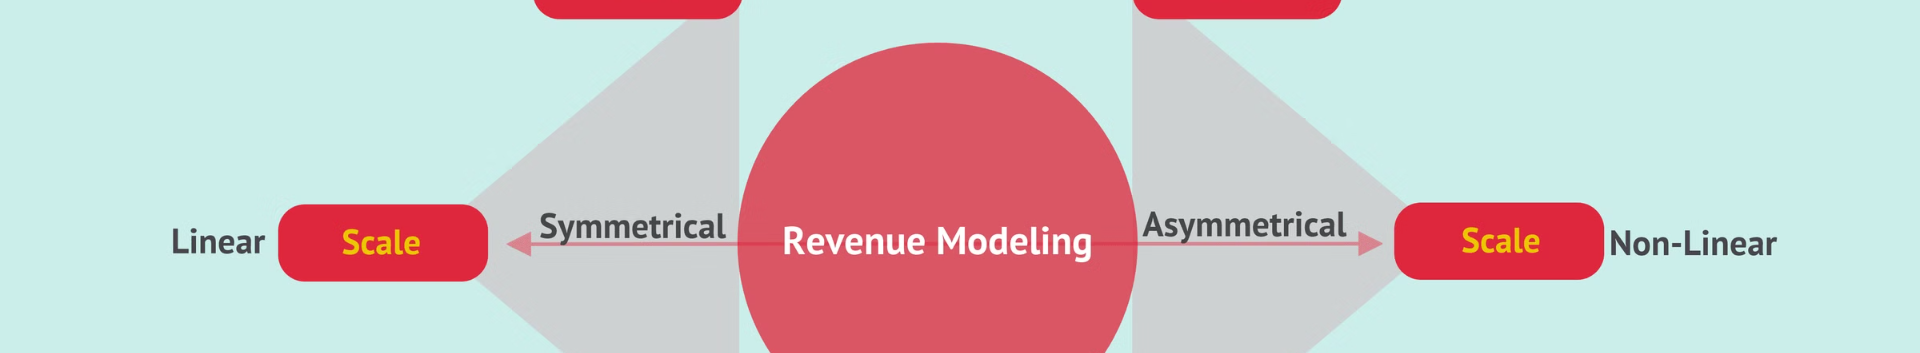 Linear
Scale
Symmetrical
Revenue Modeling
Asymmetrical
Scale
Non-Linear